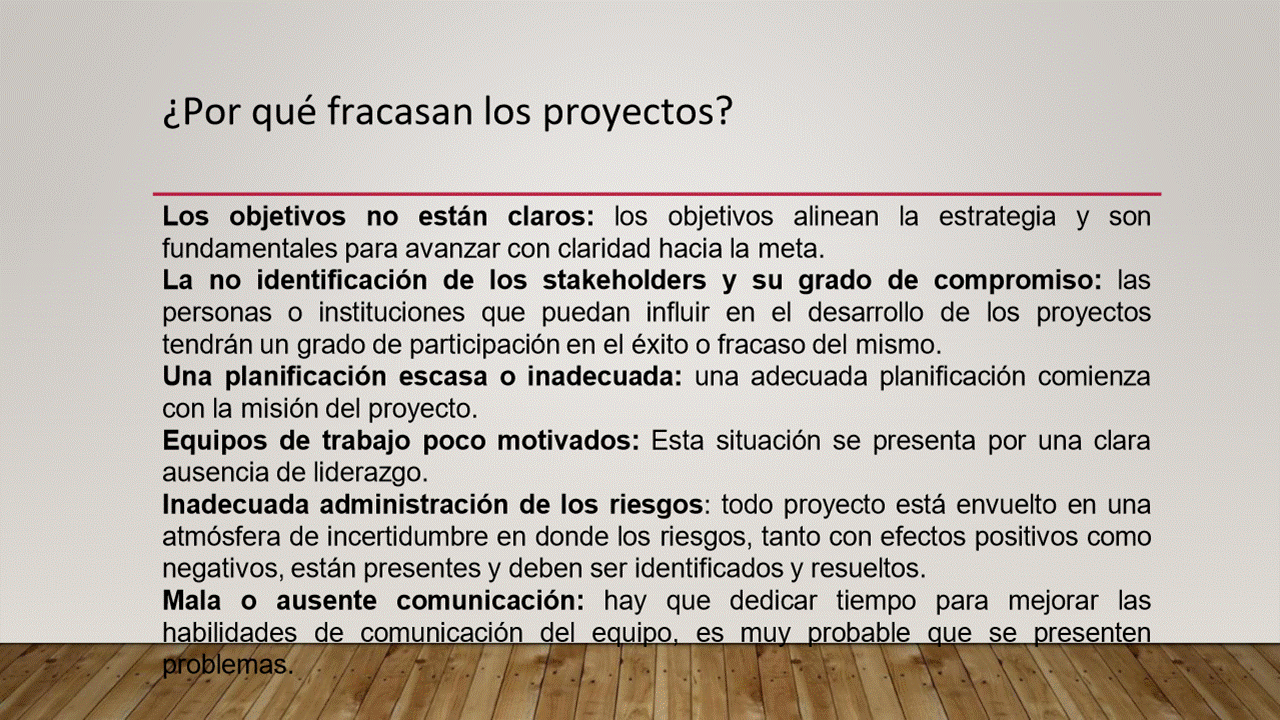 ¿Por qué fracasan los proyectos?
Los objetivos no están claros: los objetivos alinean la estrategia y son
fundamentales para avanzar con claridad hacia la meta.
La no identificación de los stakeholders y su grado de compromiso: las
personas o instituciones que puedan influir en el desarrollo de los proyectos
tendrán un grado de participación en el éxito o fracaso del mismo.
Una planificación escasa o inadecuada: una adecuada planificación comienza
con la misión del proyecto.
Equipos de trabajo poco motivados: Esta situación se presenta por una clara
ausencia de liderazgo.
Inadecuada administración de los riesgos: todo proyecto está envuelto en una
atmósfera de incertidumbre en donde los riesgos, tanto con efectos positivos como
negativos, están presentes y deben ser identificados y resueltos.
Mala o ausente comunicación: hay que dedicar tiempo para mejorar las
habilidades de comunicación del equipo, es muy probable que se presenten
problemas.